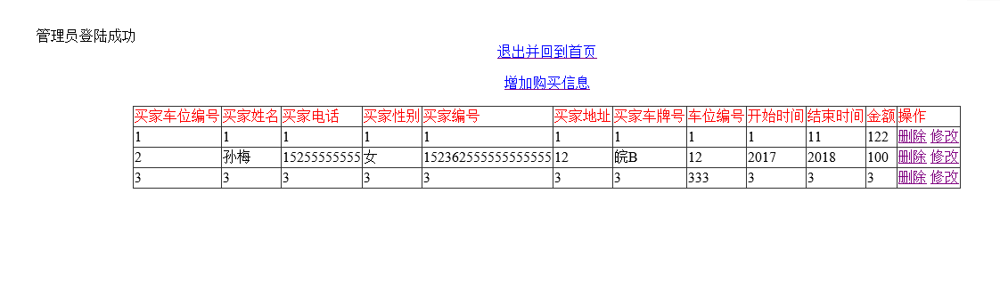 管理员登陆成功
退出并回到首页
增加购买信息
买家车位编号 买家姓名 买家电话 买家性别 买家编号 买家地址 买家车牌号 车位编号 开始时间 结束时间 金额 操作
1 1 1 1 1 1 1 1 1 11 122 删除 修改
2 孙梅 15255555555 女 152362555555555555 12 皖B 12 2017 2018 100 删除 修改
3 3 3 3 3 3 3 333 3 3 3 删除 修改